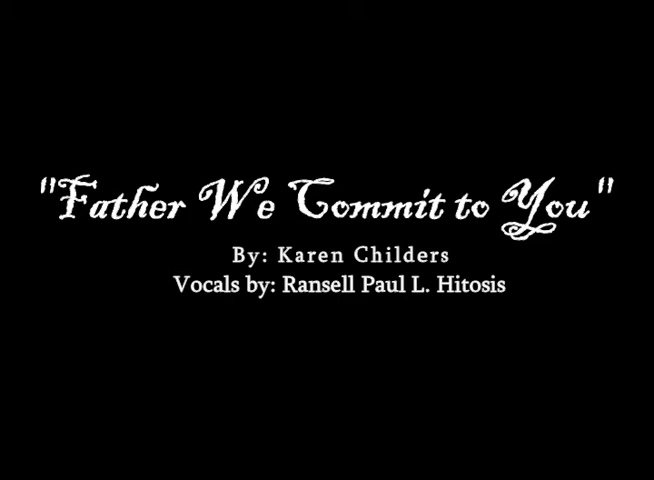 "Father We Commit to You"
By: Karen Childers
Vocals by: Ransell Paul L. Hitosis